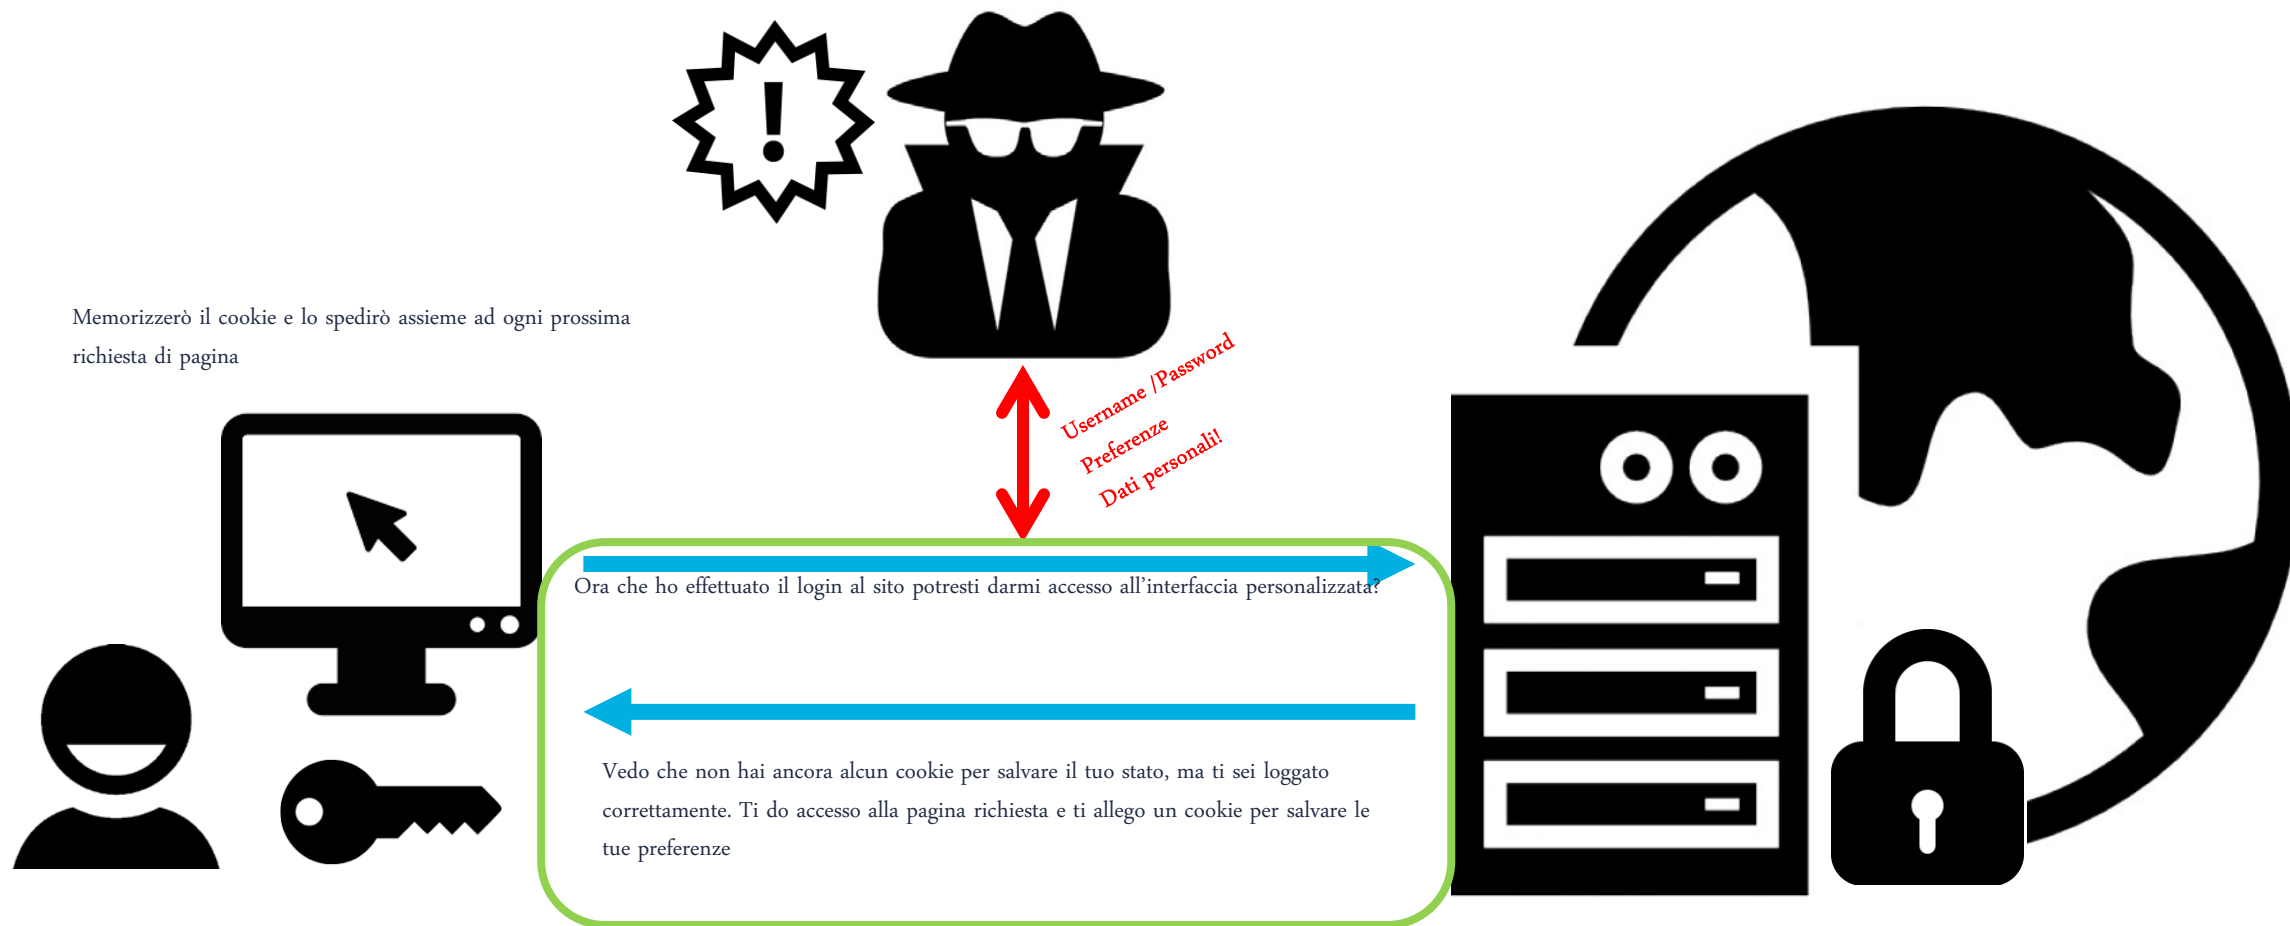 !
Memorizzerò il cookie e lo spedirò assieme ad ogni prossima
richiesta di pagina
Username /Password
Preferenze
Dati personali!
Ora che ho effettuato il login al sito potresti darmi accesso all'interfaccia personalizzata?
Vedo che non hai ancora alcun cookie per salvare il tuo stato, ma ti sei loggato
correttamente. Ti do accesso alla pagina richiesta e ti allego un cookie per salvare le
tue preferenze